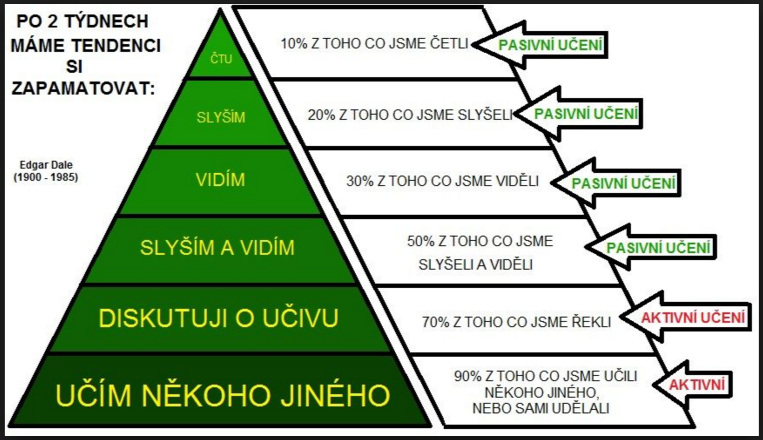 PO 2 TÝDNECH
MÁME TENDENCI
SI
ZAPAMATOVAT:
Edgar Dale
(1900 - 1985)
ČTU
10% Z TOHO CO JSME ČETLI
PASIVNÍ UČENÍ
SLYŠÍM
20% Z TOHO CO JSME SLYŠELI
PASIVNÍ UČENÍ
VIDÍM
30% Z TOHO CO JSME VIDĚLI
PASIVNÍ UČENÍ
SLYŠÍM A VIDÍM
50% Z TOHO CO JSME
SLYŠELI A VIDĚLI
PASIVNÍ UČENÍ
DISKUTUJI O UČIVU
70% Z TOHO CO JSME ŘEKLI
AKTIVNÍ UČENÍ
UČÍM NĚKOHO JINÉHO
90% Z TOHO CO JSME UČILI
NĚKOHO JINÉHO,
NEBO SAMI UDĚLALI
AKTIVNÍ